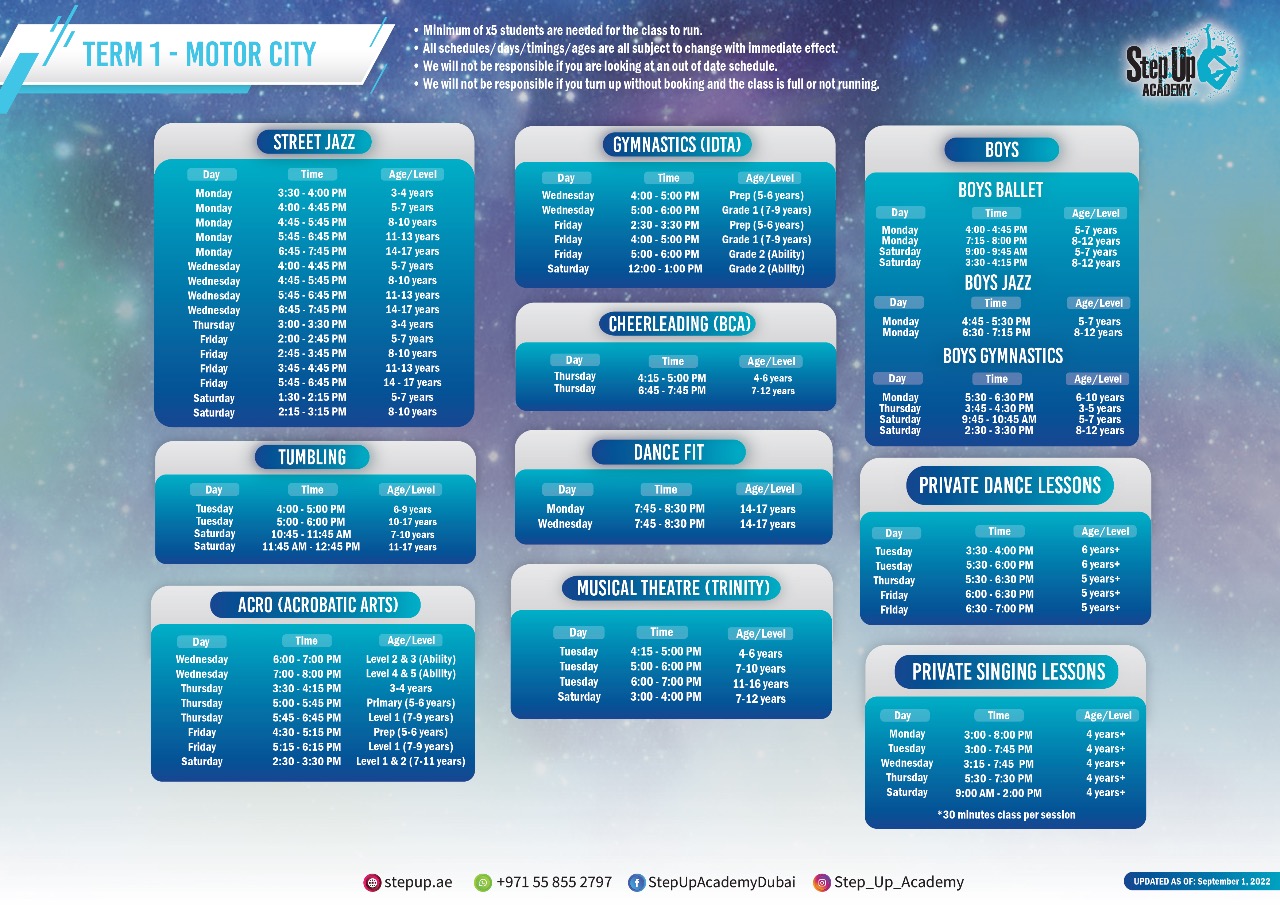 TERM 1 - MOTOR CITY
• Minimum of x5 students are needed for the class to run.
• All schedules/days/timings/ages are all subject to change with immediate effect.
• We will not be responsible if you are looking at an out of date schedule.
• We will not be responsible if you turn up without booking and the class is full or not running.
Step Up
ACADEMY
STREET JAZZ
Day Time Age/Level
Monday 3:30 - 4:00 PM 3-4 years
Monday 4:00 - 4:45 PM 5-7 years
Monday 4:45 - 5:45 PM 8-10 years
Monday 5:45 - 6:45 PM 11-13 years
Monday 6:45 - 7:45 PM 14-17 years
Wednesday 4:00 - 4:45 PM 5-7 years
Wednesday 4:45 - 5:45 PM 8-10 years
Wednesday 5:45 - 6:45 PM 11-13 years
Wednesday 6:45 - 7:45 PM 14-17 years
Thursday 3:00 - 3:30 PM 3-4 years
Friday 2:00 - 2:45 PM 5-7 years
Friday 2:45 - 3:45 PM 8-10 years
Friday 3:45 - 4:45 PM 11-13 years
Friday 5:45 - 6:45 PM 14 - 17 years
Saturday 1:30 - 2:15 PM 5-7 years
Saturday 2:15 - 3:15 PM 8-10 years
TUMBLING
Day Time Age/Level
Tuesday 4:00 - 5:00 PM 6-9 years
Tuesday 5:00 - 6:00 PM 10-17 years
Saturday 10:45 - 11:45 AM 7-10 years
Saturday 11:45 AM - 12:45 PM 11-17 years
ACRO (ACROBATIC ARTS)
Day Time Age/Level
Wednesday 6:00 - 7:00 PM Level 2 & 3 (Ability)
Wednesday 7:00 - 8:00 PM Level 4 & 5 (Ability)
Thursday 3:30 - 4:15 PM 3-4 years
Thursday 5:00 - 5:45 PM Primary (5-6 years)
Thursday 5:45 - 6:45 PM Level 1 (7-9 years)
Friday 4:30 - 5:15 PM Prep (5-6 years)
Friday 5:15 - 6:15 PM Level 1 (7-9 years)
Saturday 2:30 - 3:30 PM Level 1 & 2 (7-11 years)
GYMNASTICS (IDTA)
Day Time Age/Level
Wednesday 4:00 - 5:00 PM Prep (5-6 years)
Wednesday 5:00 - 6:00 PM Grade 1 (7-9 years)
Friday 2:30 - 3:30 PM Prep (5-6 years)
Friday 4:00 - 5:00 PM Grade 1 (7-9 years)
Friday 5:00 - 6:00 PM Grade 2 (Ability)
Saturday 12:00 - 1:00 PM Grade 2 (Ability)
CHEERLEADING (BCA)
Day Time Age/Level
Thursday 4:15 - 5:00 PM 4-6 years
Thursday 6:45 - 7:45 PM 7-12 years
DANCE FIT
Day Time Age/Level
Monday 7:45 - 8:30 PM 14-17 years
Wednesday 7:45 - 8:30 PM 14-17 years
MUSICAL THEATRE (TRINITY)
Day Time Age/Level
Tuesday 4:15 - 5:00 PM 4-6 years
Tuesday 5:00 - 6:00 PM 7-10 years
Tuesday 6:00 - 7:00 PM 11-16 years
Saturday 3:00 - 4:00 PM 7-12 years
BOYS
BOYS BALLET
Day Time Age/Level
Monday 4:00 - 4:45 PM 5-7 years
Monday 7:15 - 8:00 PM 8-12 years
Saturday 9:00 - 9:45 AM 5-7 years
Saturday 3:30 - 4:15 PM 8-12 years
BOYS JAZZ
Day Time Age/Level
Monday 4:45 - 5:30 PM 5-7 years
Monday 6:30 - 7:15 PM 8-12 years
BOYS GYMNASTICS
Day Time Age/Level
Monday 5:30 - 6:30 PM 6-10 years
Thursday 3:45 - 4:30 PM 3-5 years
Saturday 9:45 - 10:45 AM 5-7 years
Saturday 2:30 - 3:30 PM 8-12 years
PRIVATE DANCE LESSONS
Day Time Age/Level
Tuesday 3:30 - 4:00 PM 6 years+
Tuesday 5:30 - 6:00 PM 6 years+
Thursday 5:30 - 6:30 PM 5 years+
Friday 6:00 - 6:30 PM 5 years+
Friday 6:30 - 7:00 PM 5 years+
PRIVATE SINGING LESSONS
Day Time Age/Level
Monday 3:00 - 8:00 PM 4 years+
Tuesday 3:00 - 7:45 PM 4 years+
Wednesday 3:15 - 7:45 PM 4 years+
Thursday 5:30 - 7:30 PM 4 years+
Saturday 9:00 AM - 2:00 PM 4 years+
*30 minutes class per session
stepup.ae +971 55 855 2797 StepUpAcademyDubai Step_Up_Academy
UPDATED AS OF: September 1, 2022